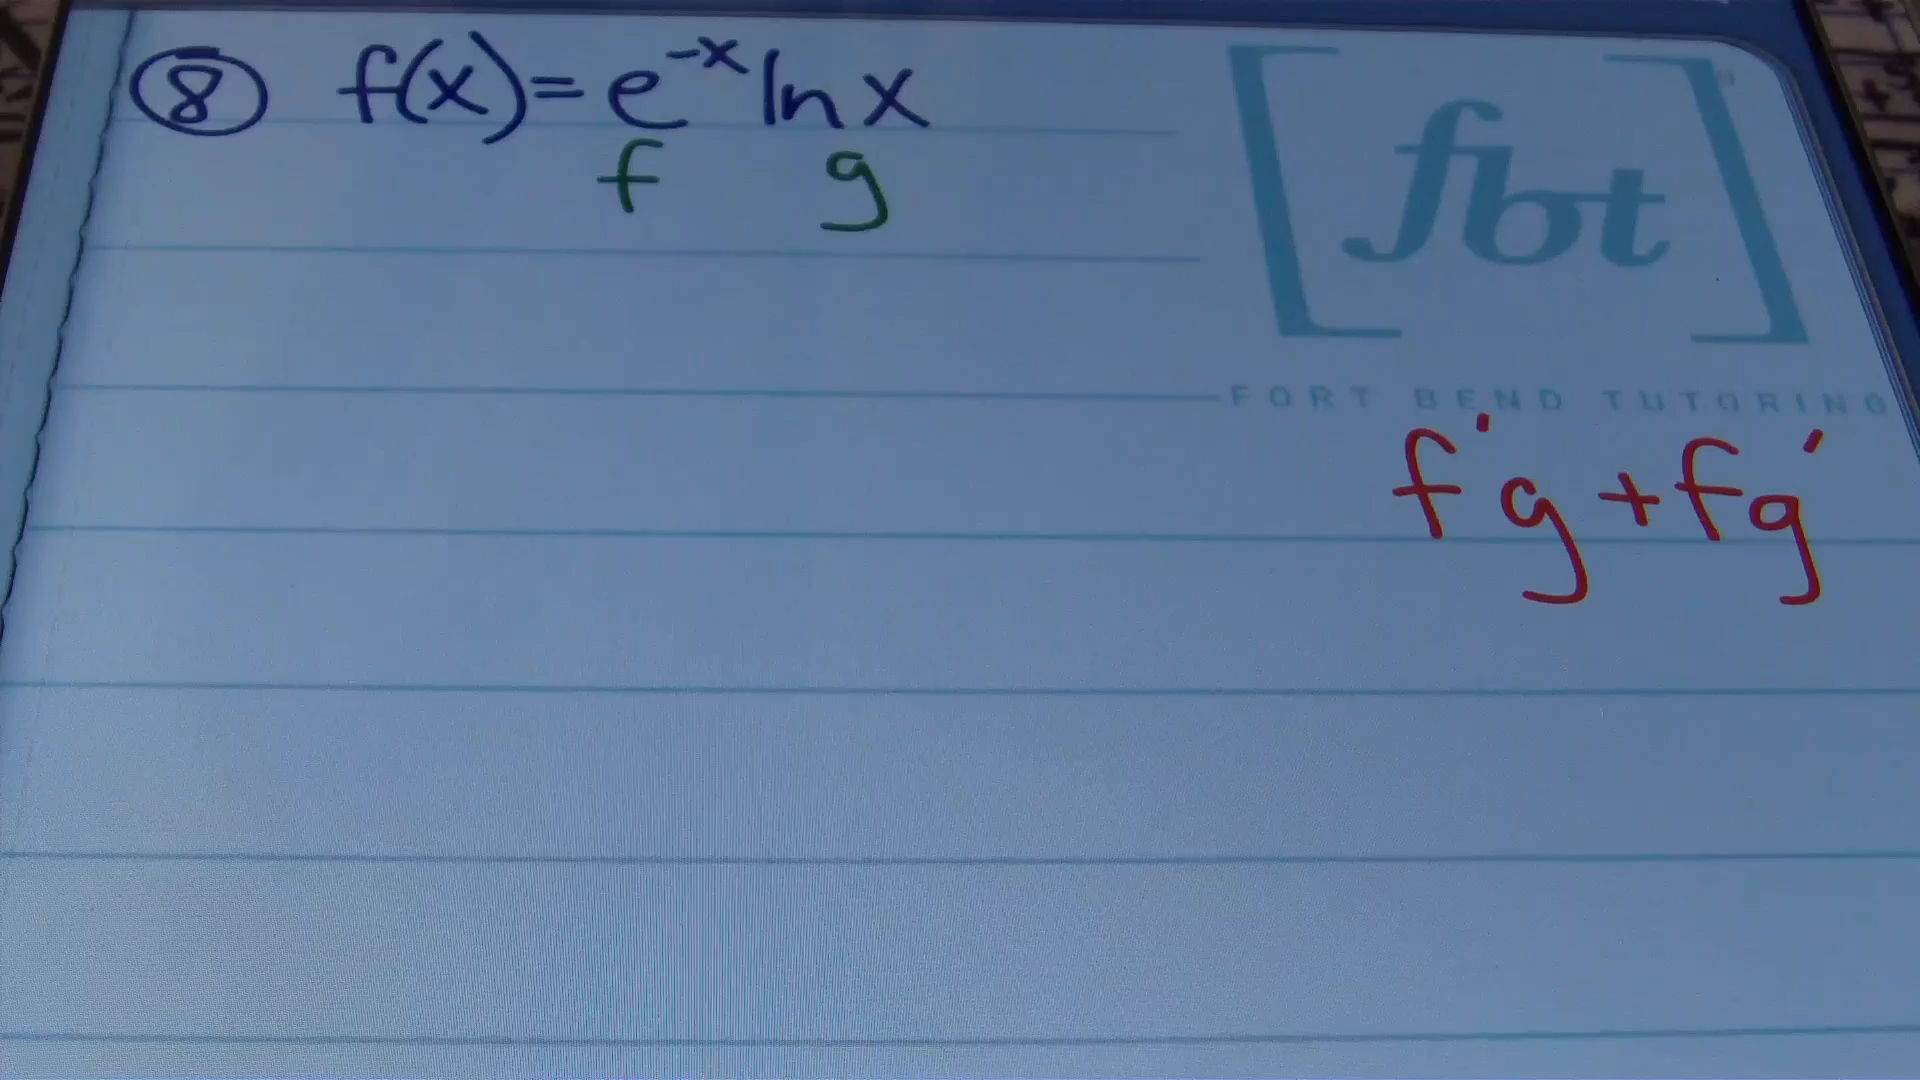 ⑧ f(x)=e⁻ˣ ln x
f g
[fbt]
FORT BEND TUTORING
f'g+fg'